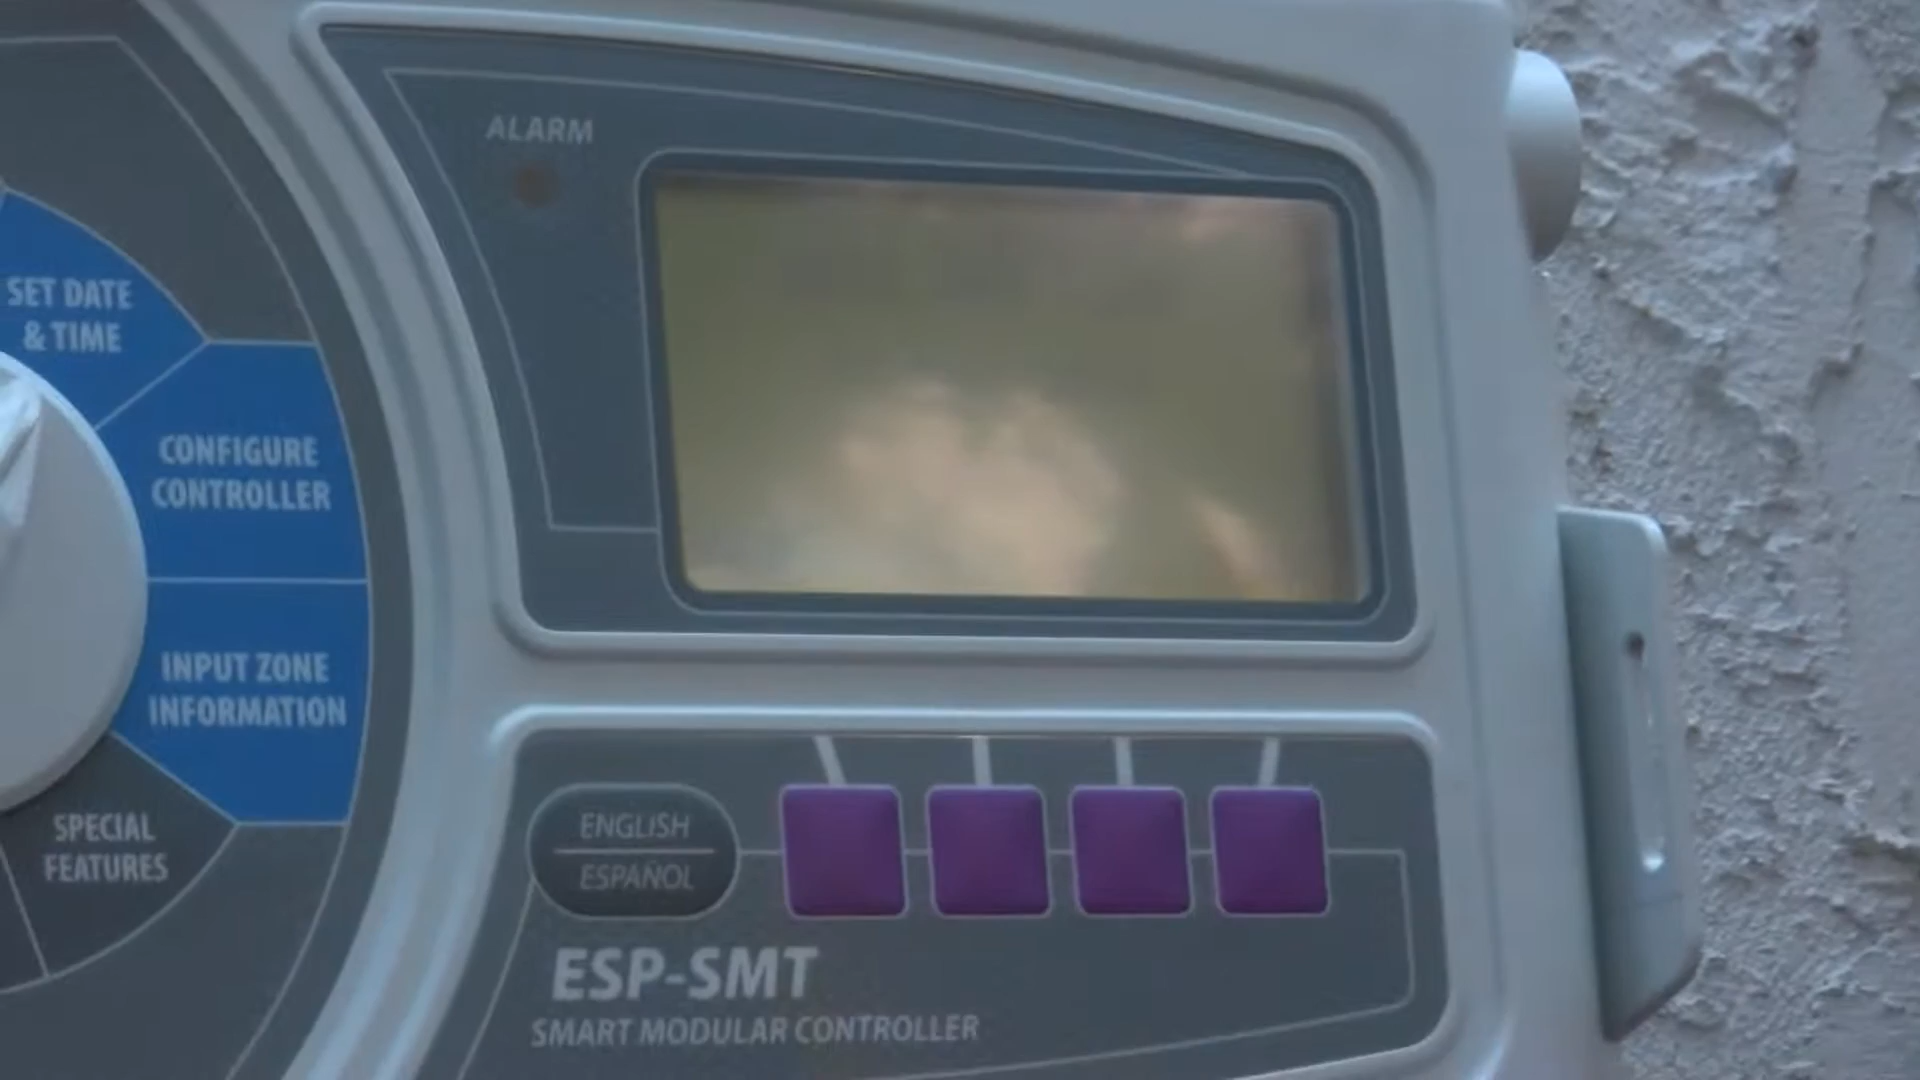 ALARM
SET DATE
& TIME
CONFIGURE
CONTROLLER
INPUT ZONE
INFORMATION
SPECIAL
FEATURES
ENGLISH
ESPAÑOL
ESP-SMT
SMART MODULAR CONTROLLER